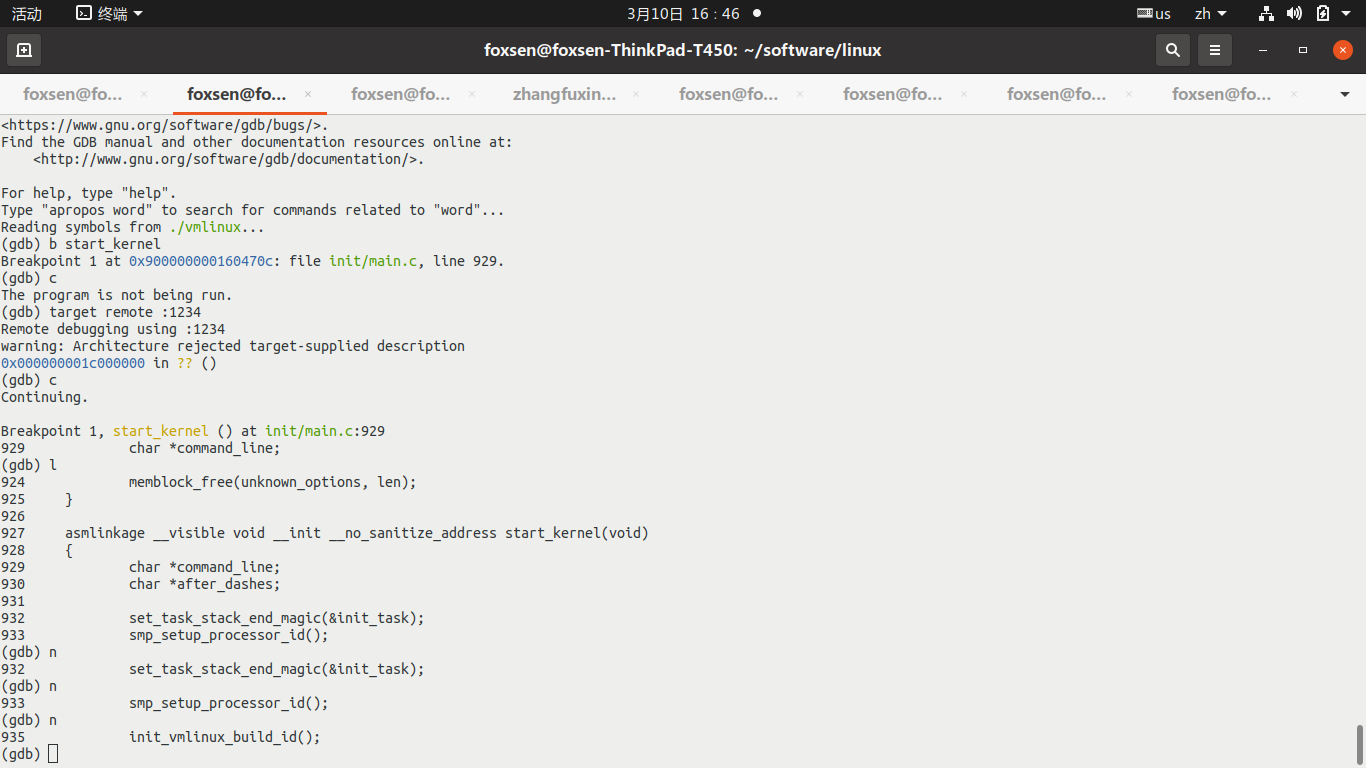 活动 终端 3月10日 16：46 us zh
foxsen@foxsen-ThinkPad-T450: ~/software/linux
foxsen@fo... foxsen@fo... foxsen@fo... zhangfuxin... foxsen@fo... foxsen@fo... foxsen@fo... foxsen@fo...
<https://www.gnu.org/software/gdb/bugs/>.
Find the GDB manual and other documentation resources online at:
    <http://www.gnu.org/software/gdb/documentation/>.

For help, type "help".
Type "apropos word" to search for commands related to "word"...
Reading symbols from ./vmlinux...
(gdb) b start_kernel
Breakpoint 1 at 0x900000000160470c: file init/main.c, line 929.
(gdb) c
The program is not being run.
(gdb) target remote :1234
Remote debugging using :1234
warning: Architecture rejected target-supplied description
0x000000001c000000 in ?? ()
(gdb) c
Continuing.

Breakpoint 1, start_kernel () at init/main.c:929
929             char *command_line;
(gdb) l
924             memblock_free(unknown_options, len);
925     }
926
927     asmlinkage __visible void __init __no_sanitize_address start_kernel(void)
928     {
929             char *command_line;
930             char *after_dashes;
931
932             set_task_stack_end_magic(&init_task);
933             smp_setup_processor_id();
(gdb) n
932             set_task_stack_end_magic(&init_task);
(gdb) n
933             smp_setup_processor_id();
(gdb) n
935             init_vmlinux_build_id();
(gdb)